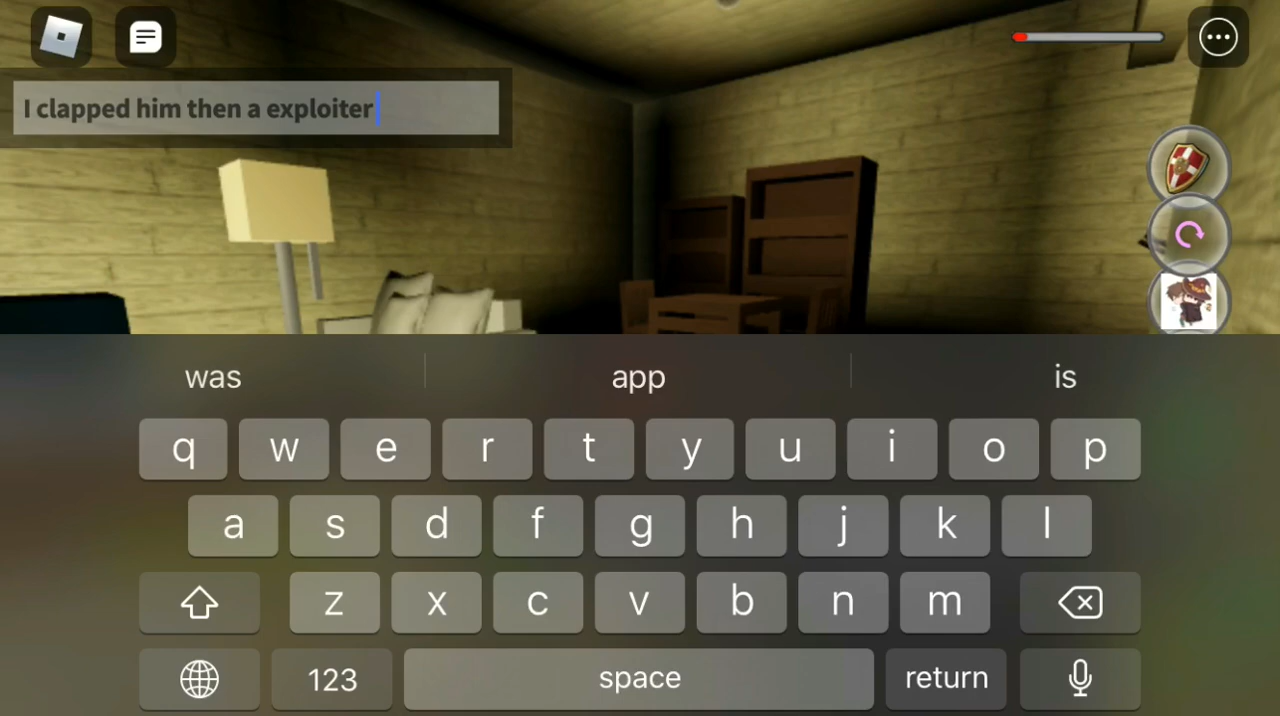 I clapped him then a exploiter
was app is
q w e r t y u i o p
a s d f g h j k l
z x c v b n m
123 space return